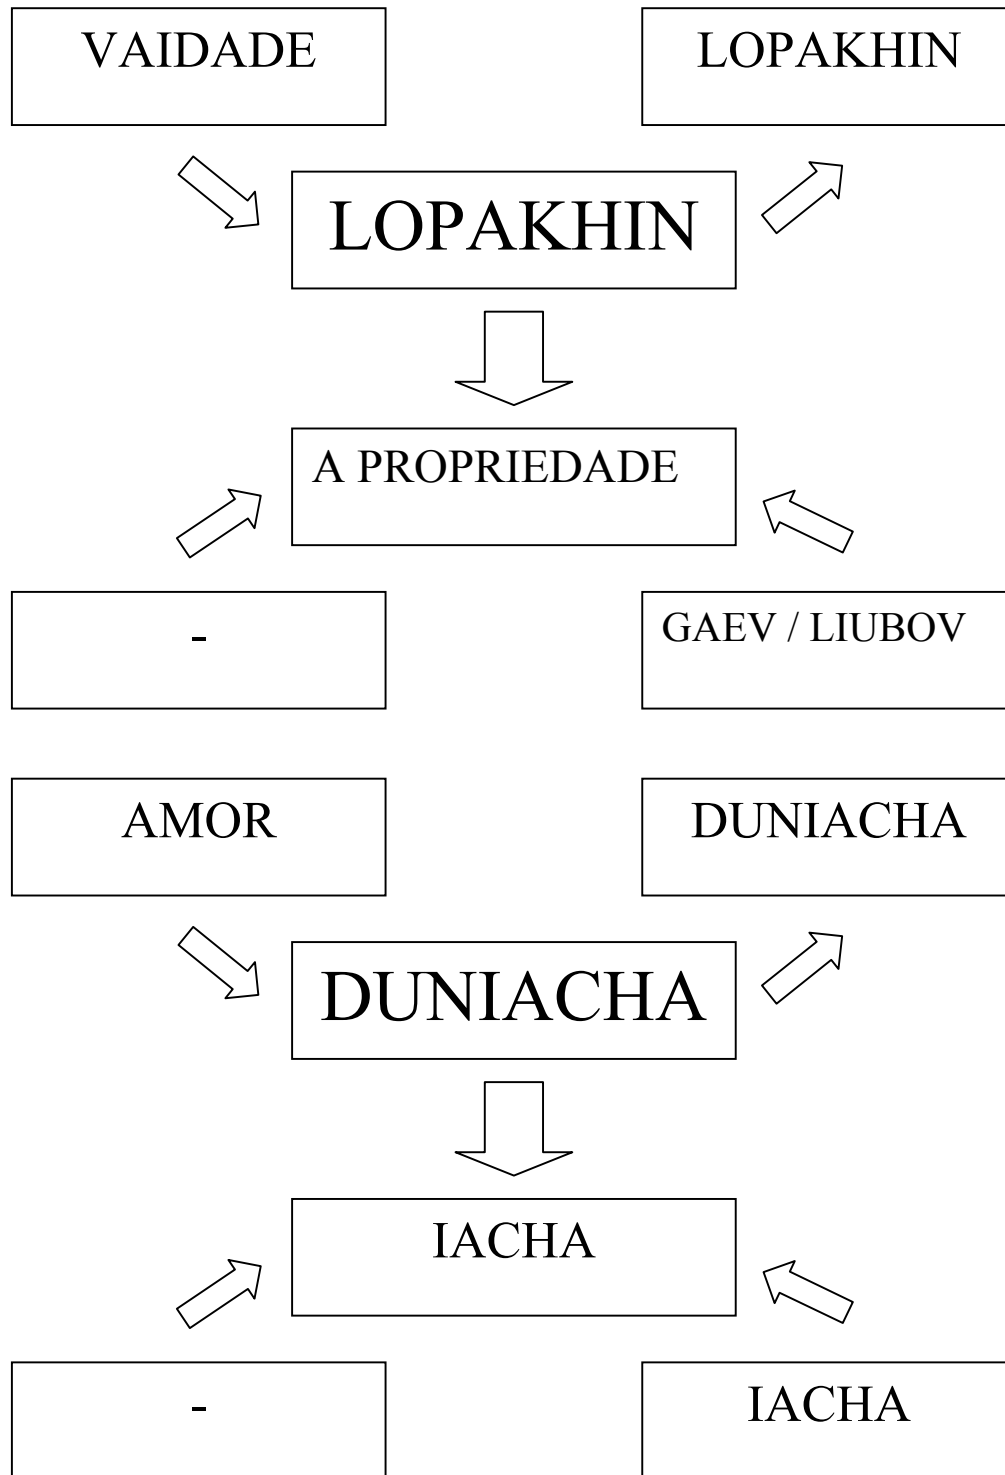 VAIDADE
LOPAKHIN
LOPAKHIN
A PROPRIEDADE
-
GAEV / LIUBOV
AMOR
DUNIACHA
DUNIACHA
IACHA
-
IACHA